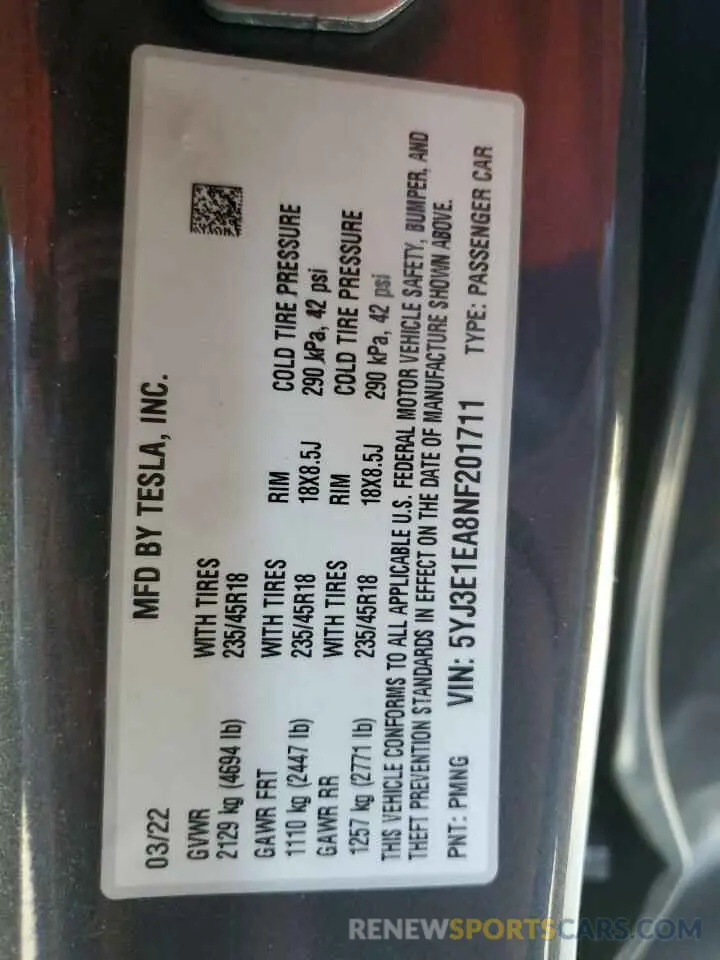 MFD BY TESLA, INC.
03/22
GVWR WITH TIRES
2129 kg (4694 lb) 235/45R18
GAWR FRT WITH TIRES RIM COLD TIRE PRESSURE
1110 kg (2447 lb) 235/45R18 18X8.5J 290 kPa, 42 psi
GAWR RR WITH TIRES RIM COLD TIRE PRESSURE
1257 kg (2771 lb) 235/45R18 18X8.5J 290 kPa, 42 psi
THIS VEHICLE CONFORMS TO ALL APPLICABLE U.S. FEDERAL MOTOR VEHICLE SAFETY, BUMPER, AND
THEFT PREVENTION STANDARDS IN EFFECT ON THE DATE OF MANUFACTURE SHOWN ABOVE.
PNT: PMNG VIN: 5YJ3E1EA8NF201711 TYPE: PASSENGER CAR
RENEWSPORTSCARS.COM